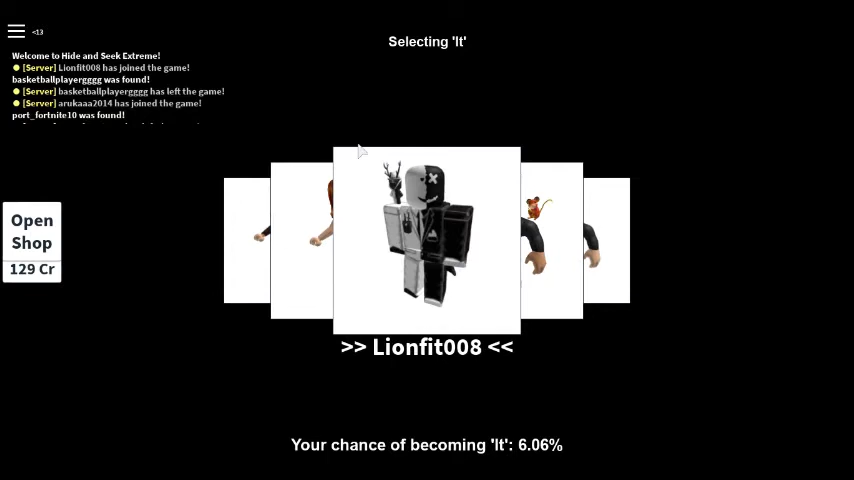 <13
Selecting 'It'
Welcome to Hide and Seek Extreme!
[Server] Lionfit008 has joined the game!
basketballplayergggg was found!
[Server] basketballplayergggg has left the game!
[Server] arukaaa2014 has joined the game!
port_fortnite10 was found!
Open
Shop
129 Cr
>> Lionfit008 <<
Your chance of becoming 'It': 6.06%